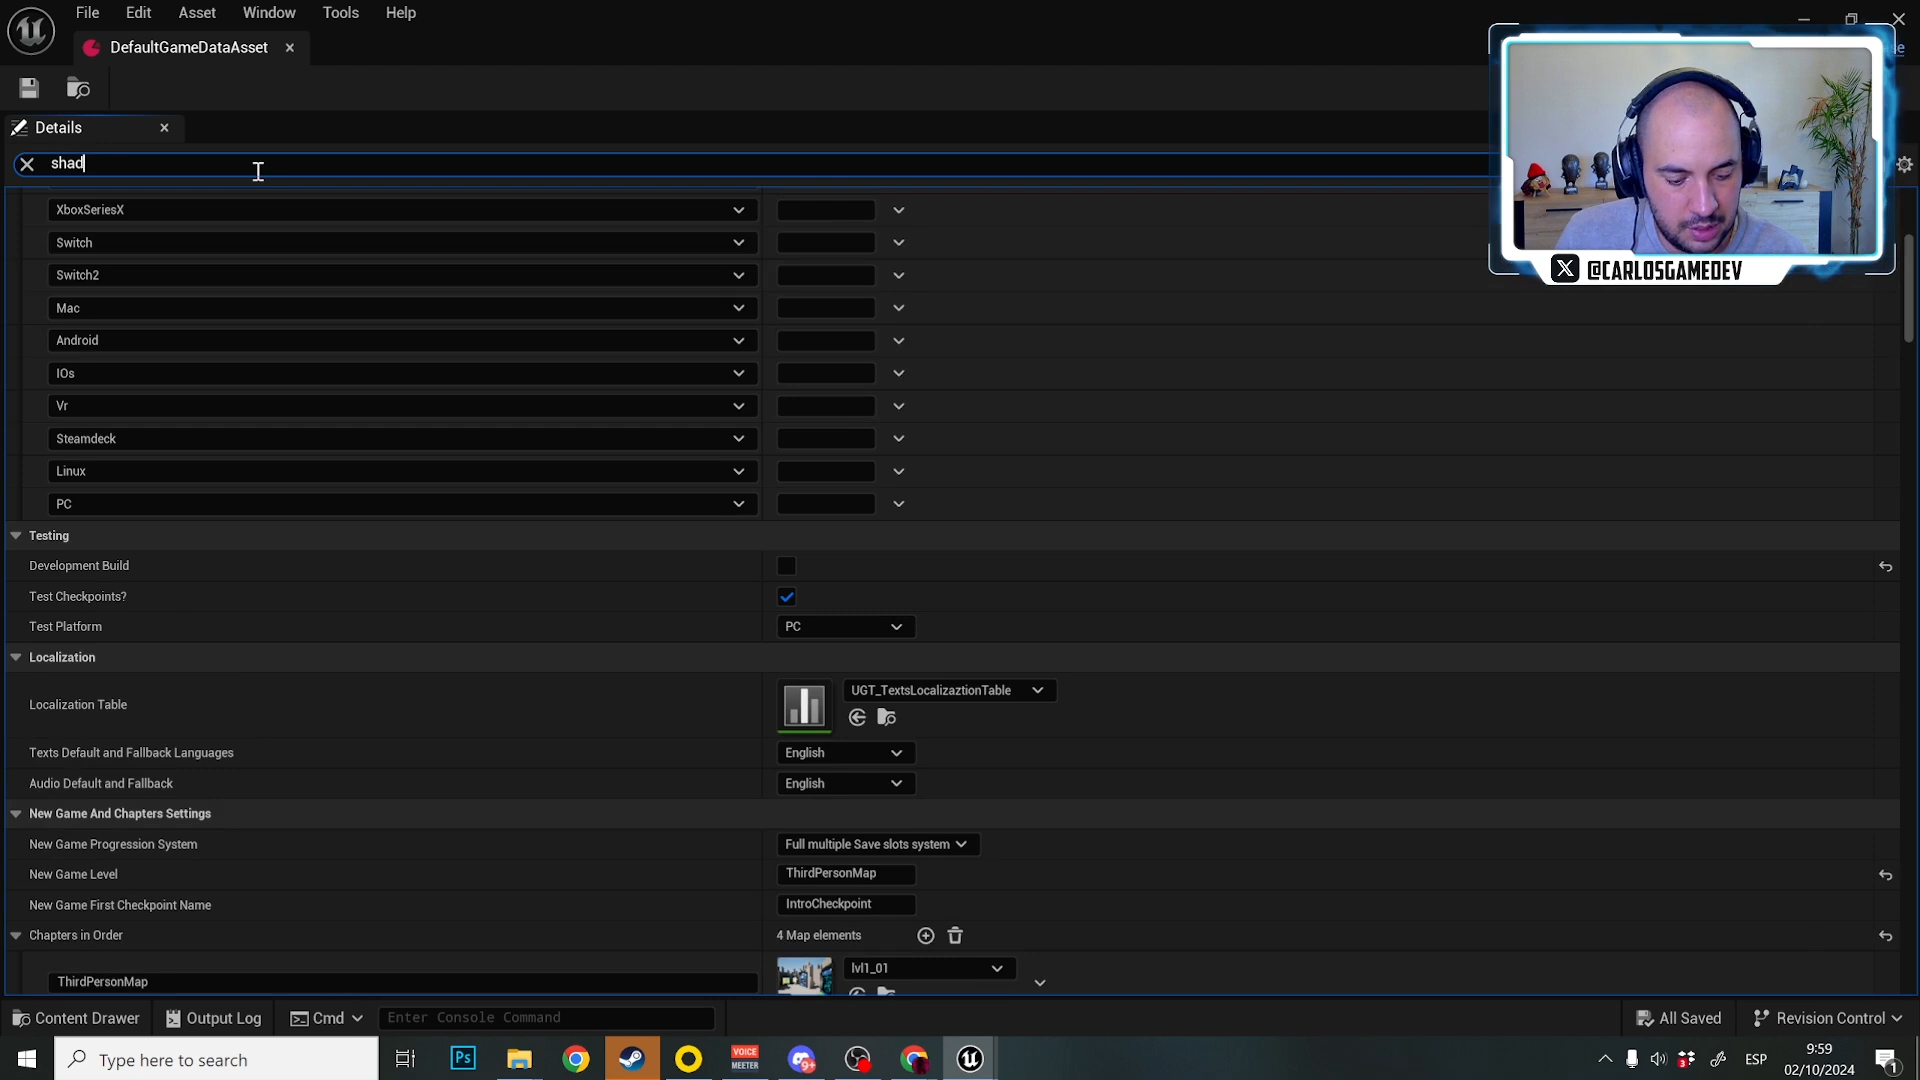 File Edit Asset Window Tools Help
DefaultGameDataAsset
Details
shad
XboxSeriesX
Switch
Switch2
Mac
Android
IOs
Vr
Steamdeck
Linux
PC
Testing
Development Build
Test Checkpoints?
Test Platform PC
Localization
Localization Table UGT_TextsLocalizaztionTable
Texts Default and Fallback Languages English
Audio Default and Fallback English
New Game And Chapters Settings
New Game Progression System Full multiple Save slots system
New Game Level ThirdPersonMap
New Game First Checkpoint Name IntroCheckpoint
Chapters in Order 4 Map elements
ThirdPersonMap lvl1_01
@CARLOSGAMEDEV
Content Drawer Output Log Cmd Enter Console Command All Saved Revision Control
Type here to search Ps VOICE MEETER 9+ ESP 9:59
02/10/2024 1